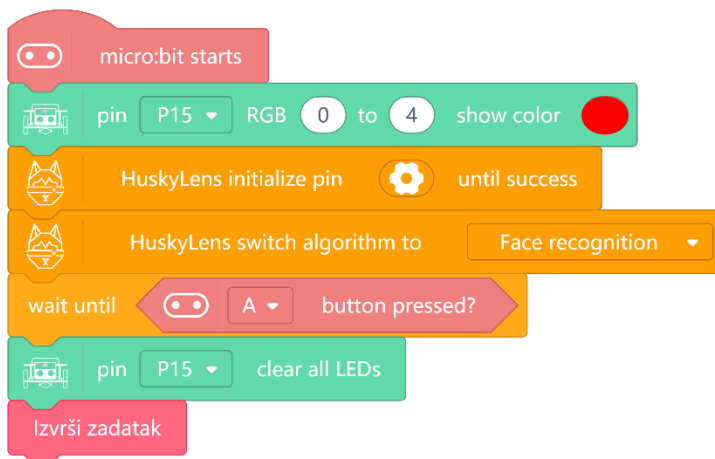 micro:bit starts
pin P15 RGB 0 to 4 show color
HuskyLens initialize pin until success
HuskyLens switch algorithm to Face recognition
wait until A button pressed?
pin P15 clear all LEDs
Izvrši zadatak